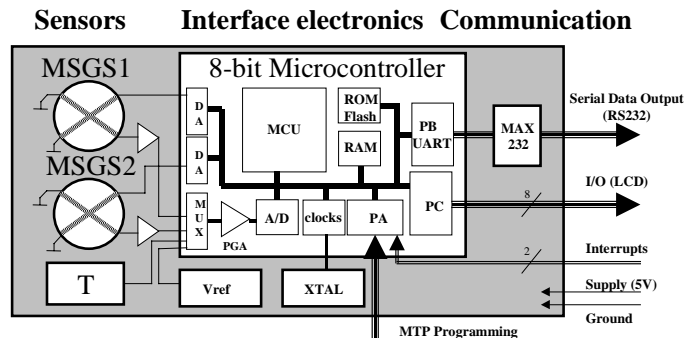 Sensors Interface electronics Communication
MSGS1
8-bit Microcontroller
D
A
MCU
ROM
Flash
RAM
PB
UART
MAX
232
Serial Data Output
(RS232)
MSGS2
D
A
I/O (LCD)
8
M
U
X
PGA
A/D
clocks
PA
PC
2
Interrupts
T
Vref
XTAL
Supply (5V)
Ground
MTP Programming